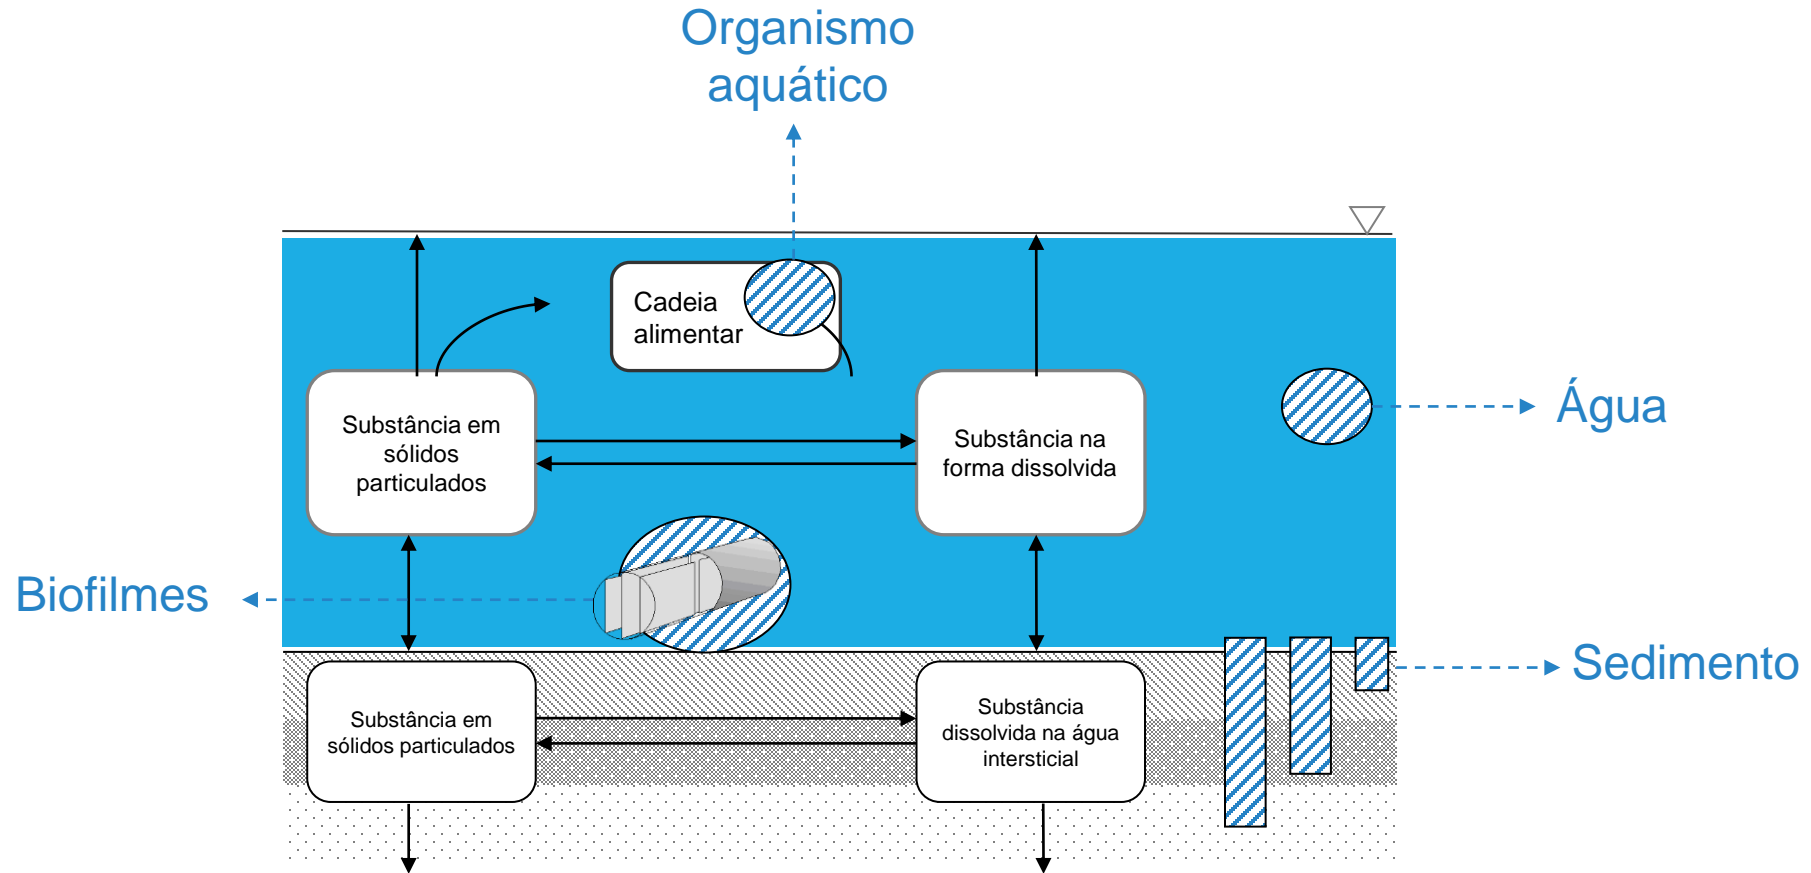 Organismo
aquático
Cadeia
alimentar
Substância em
sólidos
particulados
Substância na
forma dissolvida
Água
Biofilmes
Sedimento
Substância em
sólidos particulados
Substância
dissolvida na água
intersticial